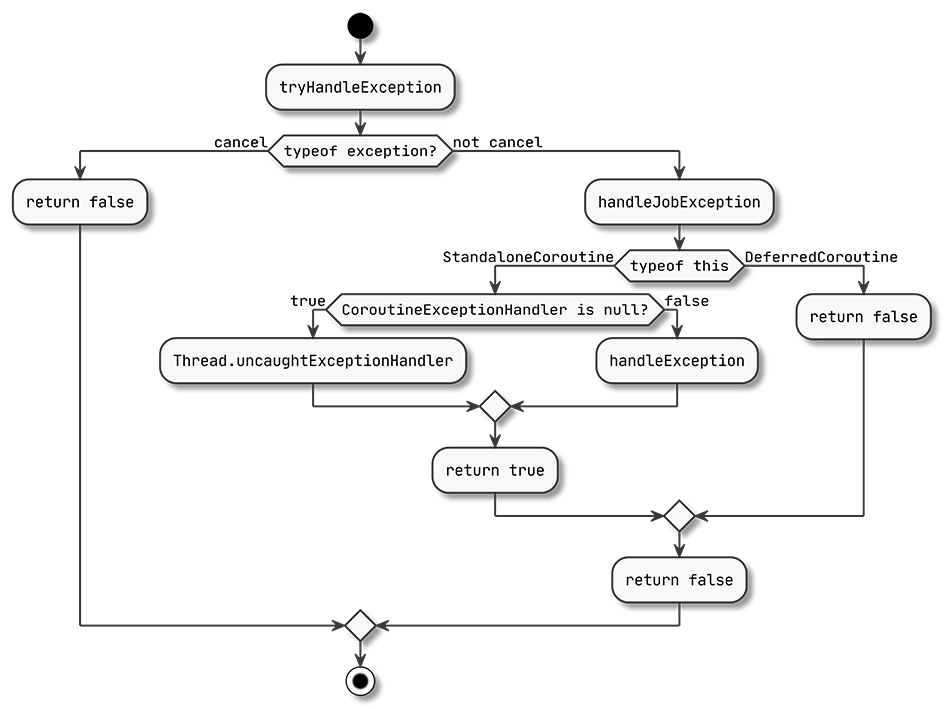 tryHandleException
cancel
typeof exception?
not cancel
return false
handleJobException
StandaloneCoroutine
typeof this
DeferredCoroutine
true
CoroutineExceptionHandler is null?
false
return false
Thread.uncaughtExceptionHandler
handleException
return true
return false